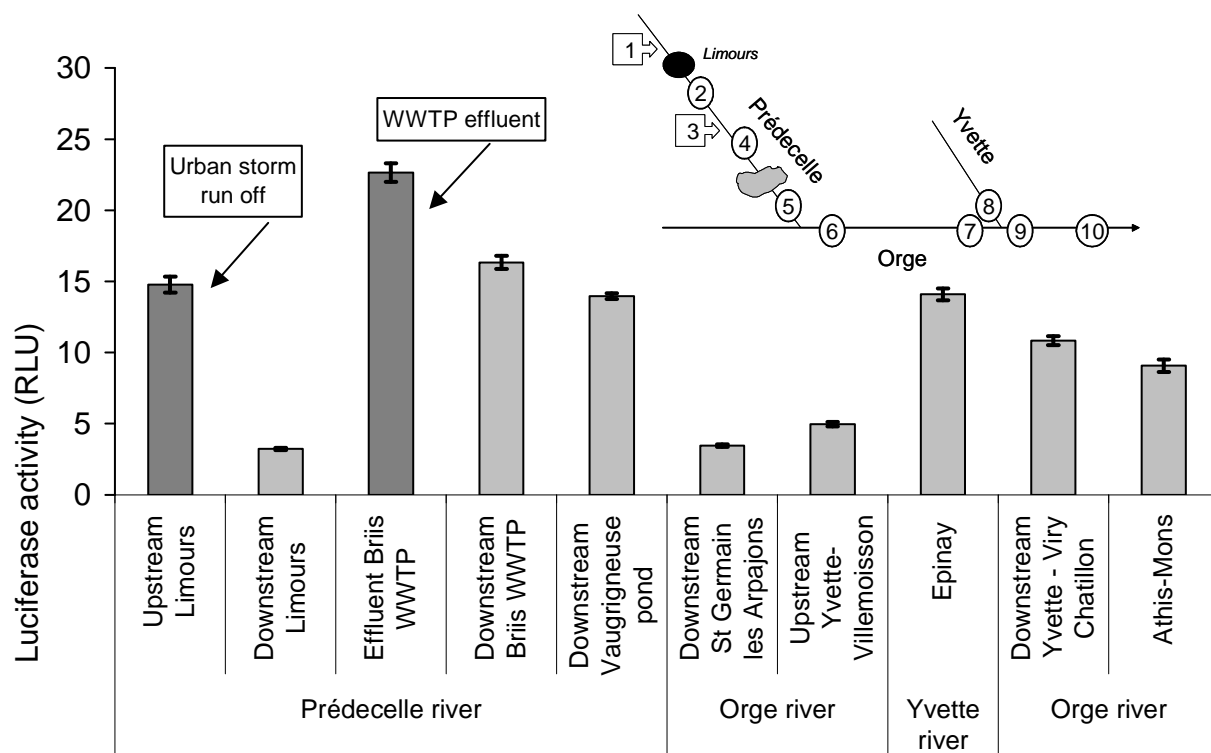 Luciferase activity (RLU)
30
25
20
15
10
5
0
Urban storm
run off
WWTP effluent
1
Limours
2
3
4
Prédecelle
5
6
Orge
7
Yvette
8
9
10
Upstream
Limours
Downstream
Limours
Effluent Briis
WWTP
Downstream
Briis WWTP
Downstream
Vaugrigneuse
pond
Downstream
St Germain
les Arpajons
Upstream
Yvette-
Villemoisson
Epinay
Downstream
Yvette - Viry
Chatillon
Athis-Mons
Prédecelle river
Orge river
Yvette
river
Orge river